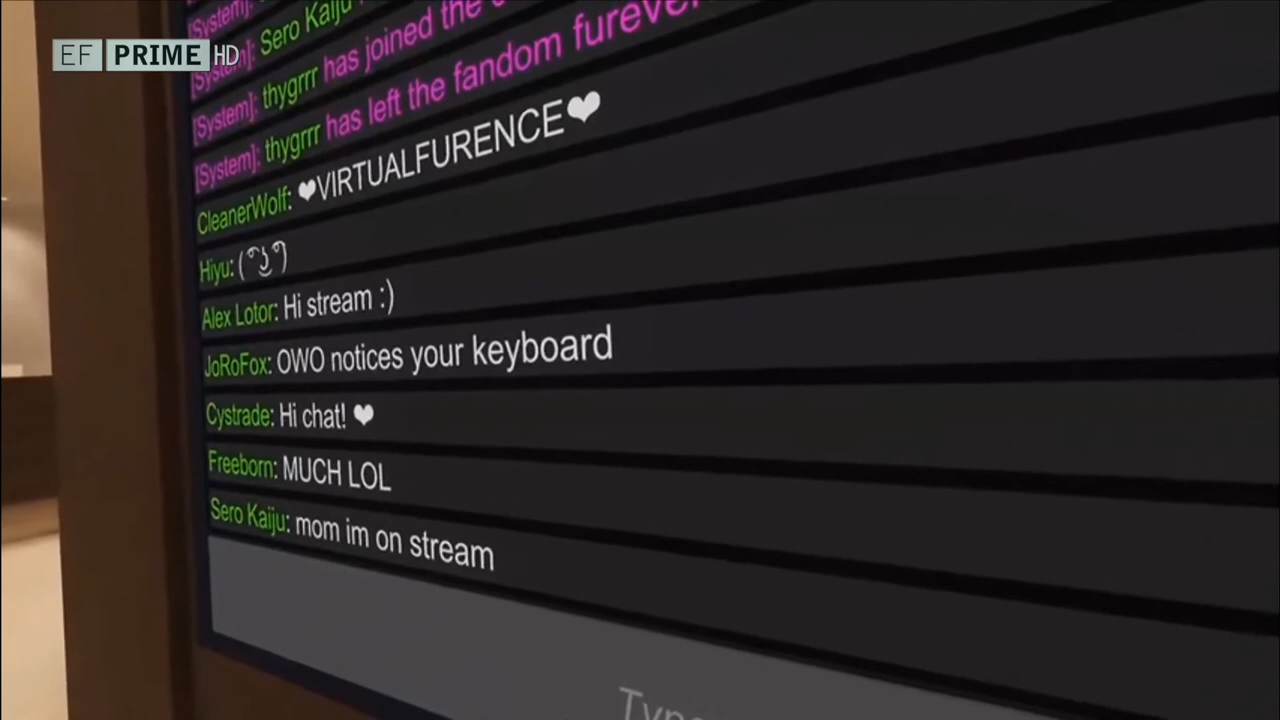 EF PRIME HD
[System]:
[System]: Sero Kaiju
[System]: thygrrr has joined the
[System]: thygrrr has left the fandom furever
CleanerWolf: ❤VIRTUALFURENCE❤
Hiyu: ( ͡° ͜ʖ ͡°)
Alex Lotor: Hi stream :)
JoRoFox: OWO notices your keyboard
Cystrade: Hi chat! ❤
Freeborn: MUCH LOL
Sero Kaiju: mom im on stream